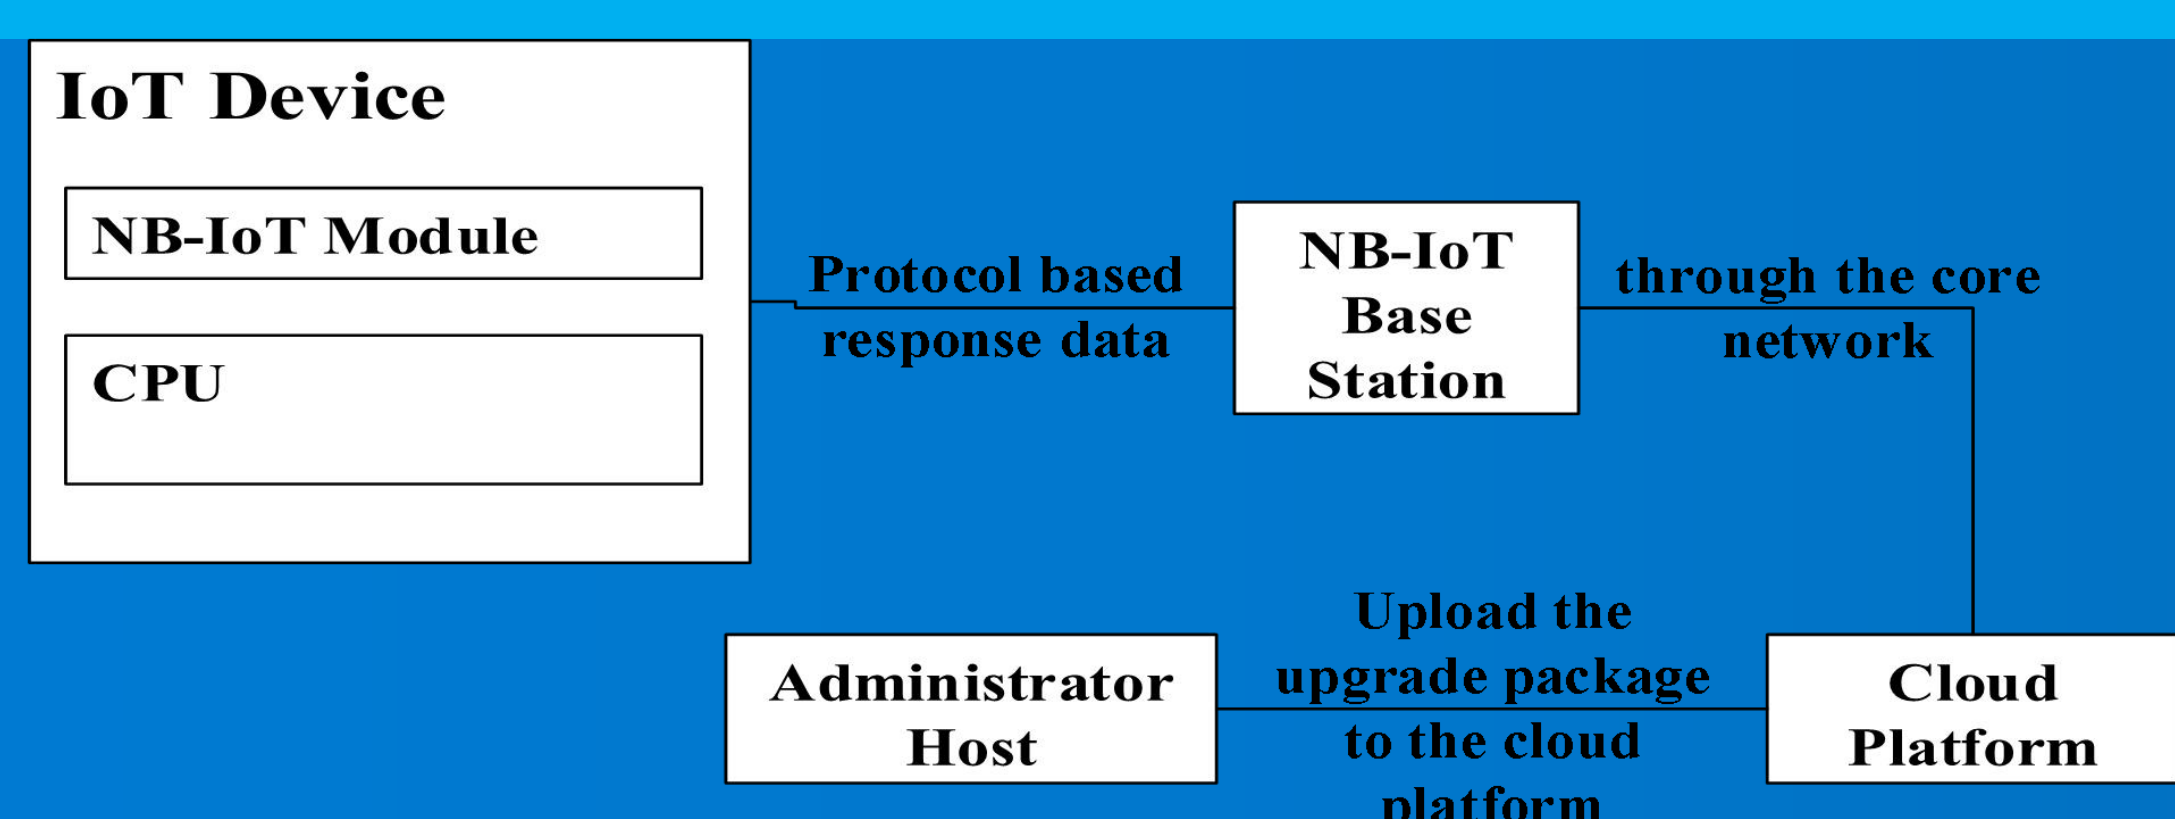 IoT Device
NB-IoT Module
CPU
Protocol based
response data
NB-IoT
Base
Station
through the core
network
Administrator
Host
Upload the
upgrade package
to the cloud
platform
Cloud
Platform